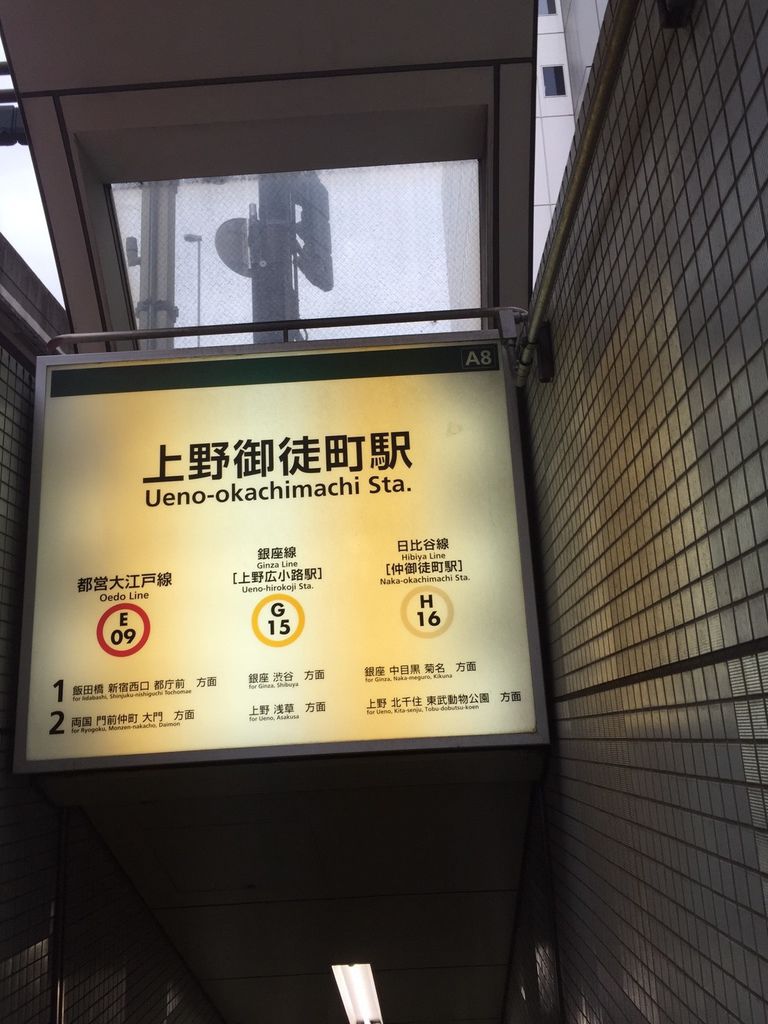 A8
上野御徒町駅
Ueno-okachimachi Sta.
都営大江戸線
Oedo Line
E
09
銀座線
Ginza Line
[上野広小路駅]
Ueno-hirokoji Sta.
G
15
日比谷線
Hibiya Line
[仲御徒町駅]
Naka-okachimachi Sta.
H
16
1 飯田橋 新宿西口 都庁前 方面
for Iidabashi, Shinjuku-nishiguchi Tochomae
銀座 渋谷 方面
for Ginza, Shibuya
銀座 中目黒 菊名 方面
for Ginza, Naka-meguro, Kikuna
2 両国 門前仲町 大門 方面
for Ryogoku, Monzen-nakacho, Daimon
上野 浅草 方面
for Ueno, Asakusa
上野 北千住 東武動物公園 方面
for Ueno, Kita-senju, Tobu-dobutsu-koen